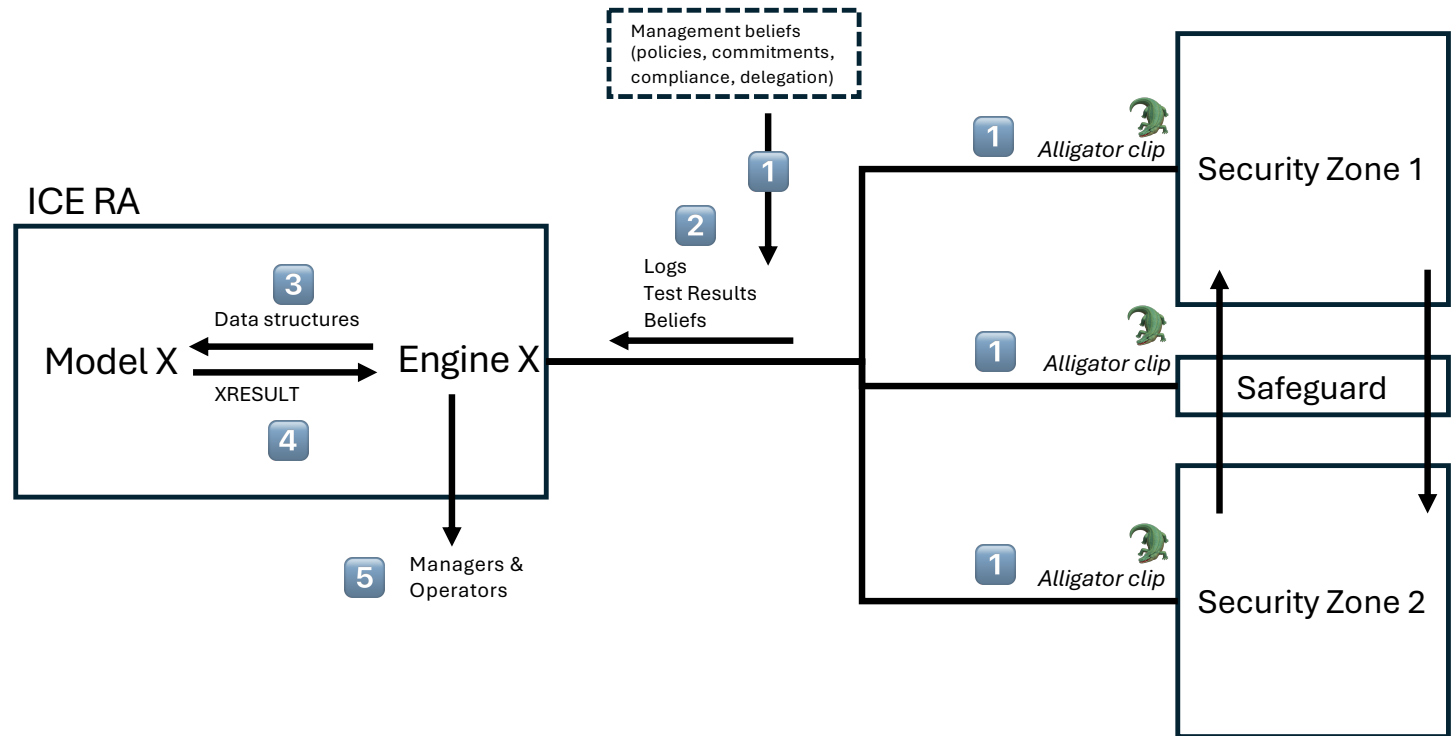 Management beliefs
(policies, commitments,
compliance, delegation)
1
1
Alligator clip
Security Zone 1
ICE RA
2
Logs
Test Results
Beliefs
3
Data structures
Model X
Engine X
XRESULT
4
1
Alligator clip
Safeguard
5
Managers &
Operators
1
Alligator clip
Security Zone 2